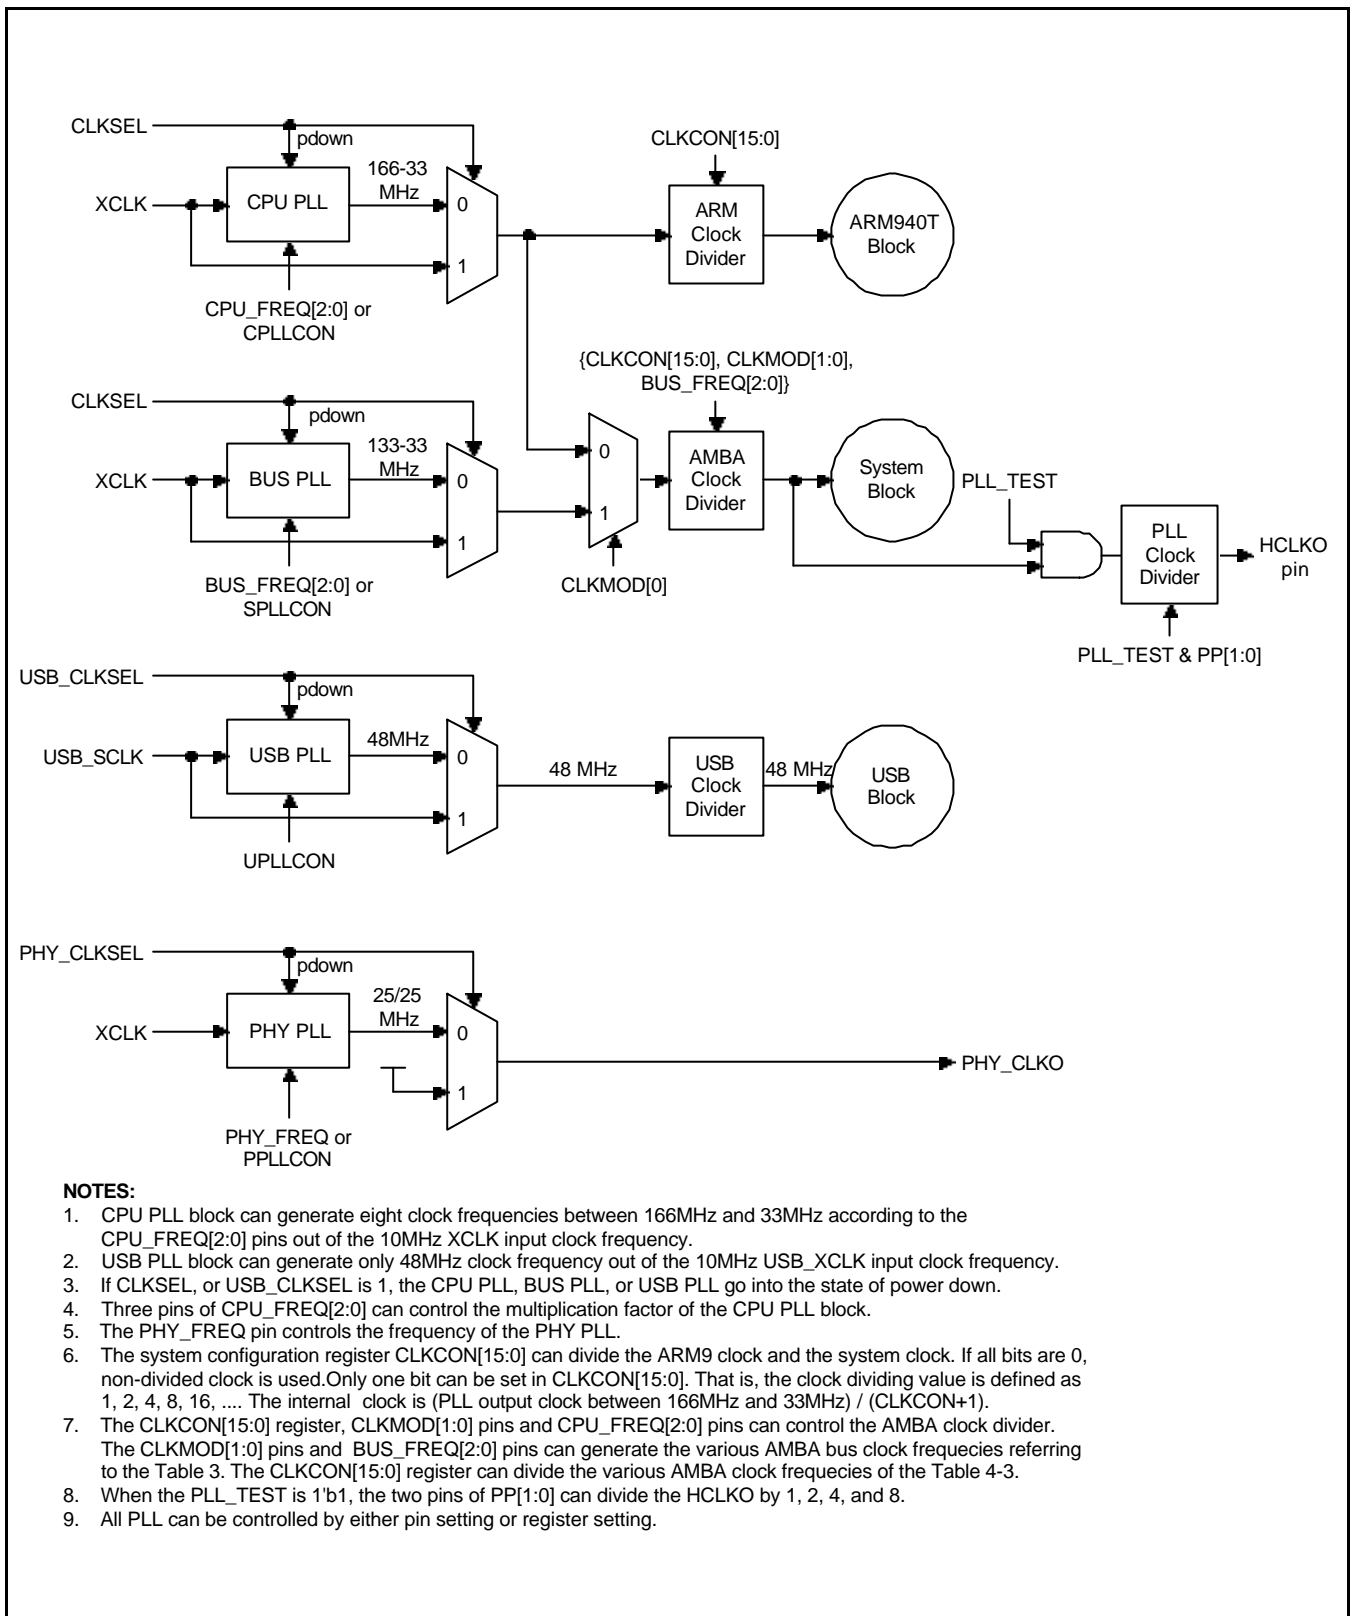 CLKSEL
pdown
CLKCON[15:0]
166-33
MHz
XCLK
CPU PLL
0
1
ARM
Clock
Divider
ARM940T
Block
CPU_FREQ[2:0] or
CPLLCON
{CLKCON[15:0], CLKMOD[1:0],
BUS_FREQ[2:0]}
CLKSEL
pdown
133-33
MHz
XCLK
BUS PLL
0
1
0
1
AMBA
Clock
Divider
System
Block
PLL_TEST
PLL
Clock
Divider
HCLKO
pin
BUS_FREQ[2:0] or
SPLLCON
CLKMOD[0]
PLL_TEST & PP[1:0]
USB_CLKSEL
pdown
USB_SCLK
USB PLL
48MHz
0
1
48 MHz
USB
Clock
Divider
48 MHz
USB
Block
UPLLCON
PHY_CLKSEL
pdown
25/25
MHz
XCLK
PHY PLL
0
1
PHY_CLKO
PHY_FREQ or
PPLLCON
NOTES:
1. CPU PLL block can generate eight clock frequencies between 166MHz and 33MHz according to the
CPU_FREQ[2:0] pins out of the 10MHz XCLK input clock frequency.
2. USB PLL block can generate only 48MHz clock frequency out of the 10MHz USB_XCLK input clock frequency.
3. If CLKSEL, or USB_CLKSEL is 1, the CPU PLL, BUS PLL, or USB PLL go into the state of power down.
4. Three pins of CPU_FREQ[2:0] can control the multiplication factor of the CPU PLL block.
5. The PHY_FREQ pin controls the frequency of the PHY PLL.
6. The system configuration register CLKCON[15:0] can divide the ARM9 clock and the system clock. If all bits are 0,
non-divided clock is used.Only one bit can be set in CLKCON[15:0]. That is, the clock dividing value is defined as
1, 2, 4, 8, 16, .... The internal clock is (PLL output clock between 166MHz and 33MHz) / (CLKCON+1).
7. The CLKCON[15:0] register, CLKMOD[1:0] pins and CPU_FREQ[2:0] pins can control the AMBA clock divider.
The CLKMOD[1:0] pins and BUS_FREQ[2:0] pins can generate the various AMBA bus clock frequecies referring
to the Table 3. The CLKCON[15:0] register can divide the various AMBA clock frequecies of the Table 4-3.
8. When the PLL_TEST is 1'b1, the two pins of PP[1:0] can divide the HCLKO by 1, 2, 4, and 8.
9. All PLL can be controlled by either pin setting or register setting.